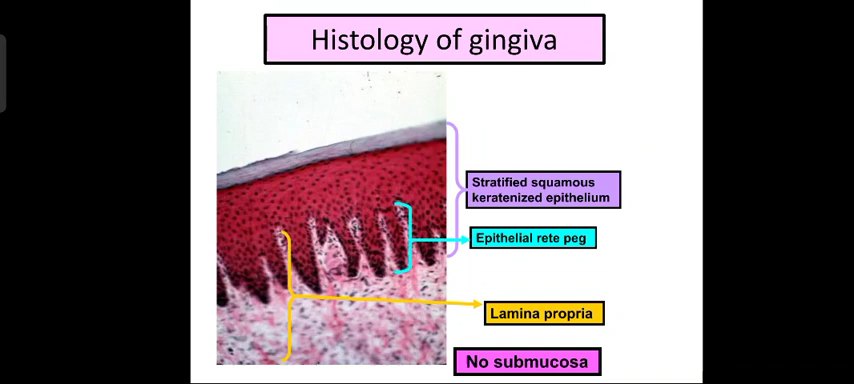 Histology of gingiva
Stratified squamous
keratenized epithelium
Epithelial rete peg
Lamina propria
No submucosa